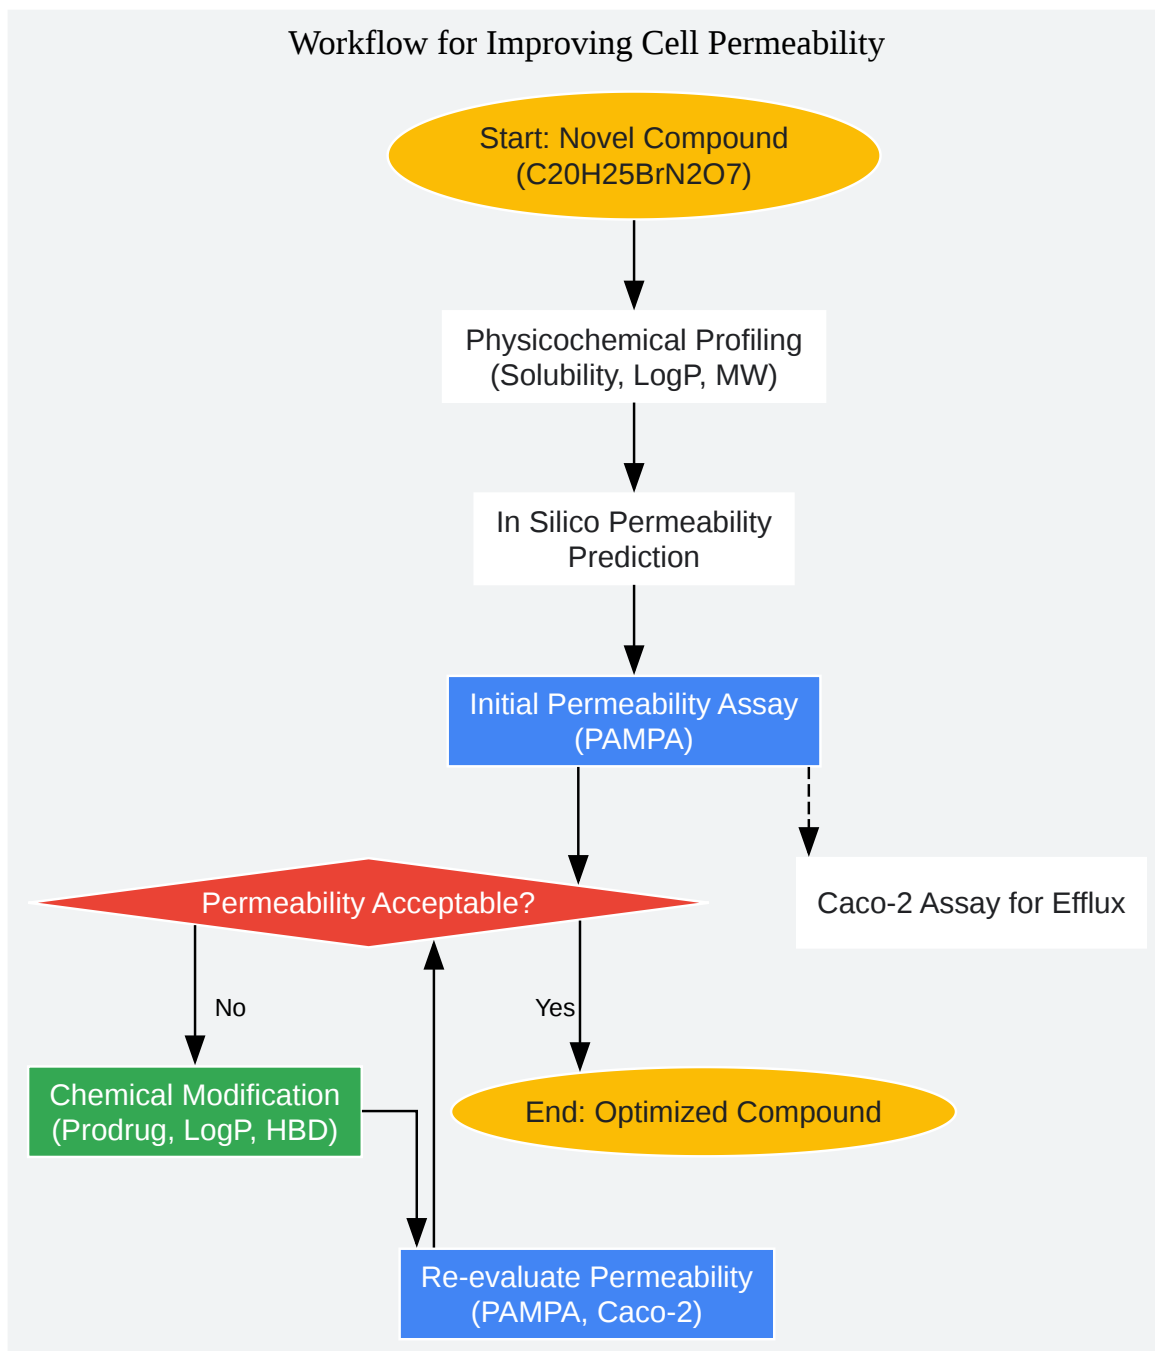 Workflow for Improving Cell Permeability
Start: Novel Compound
(C20H25BrN2O7)
Physicochemical Profiling
(Solubility, LogP, MW)
In Silico Permeability
Prediction
Initial Permeability Assay
(PAMPA)
Permeability Acceptable?
Caco-2 Assay for Efflux
No
Yes
Chemical Modification
(Prodrug, LogP, HBD)
End: Optimized Compound
Re-evaluate Permeability
(PAMPA, Caco-2)